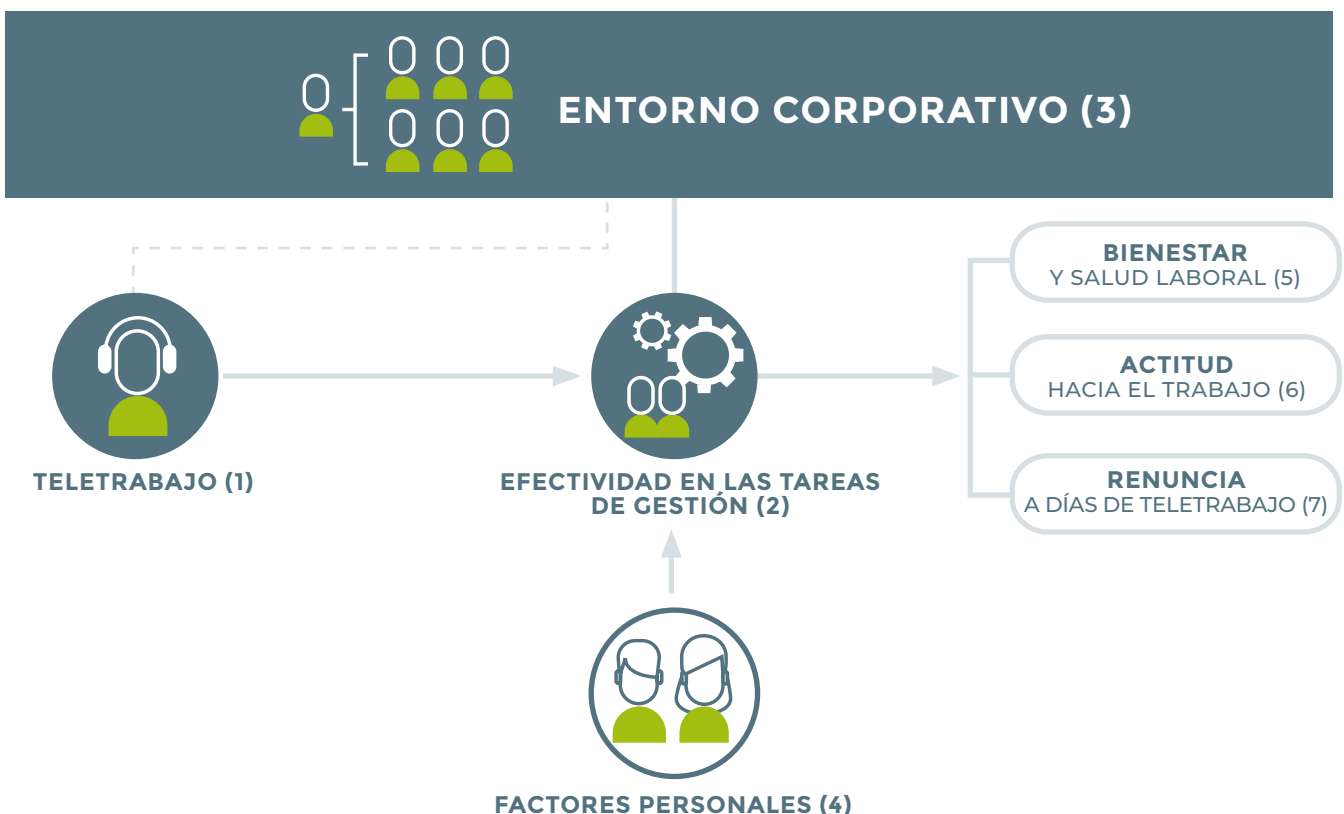 ENTORNO CORPORATIVO (3)
TELETRABAJO (1)
EFECTIVIDAD EN LAS TAREAS
DE GESTIÓN (2)
BIENESTAR
Y SALUD LABORAL (5)
ACTITUD
HACIA EL TRABAJO (6)
RENUNCIA
A DÍAS DE TELETRABAJO (7)
FACTORES PERSONALES (4)